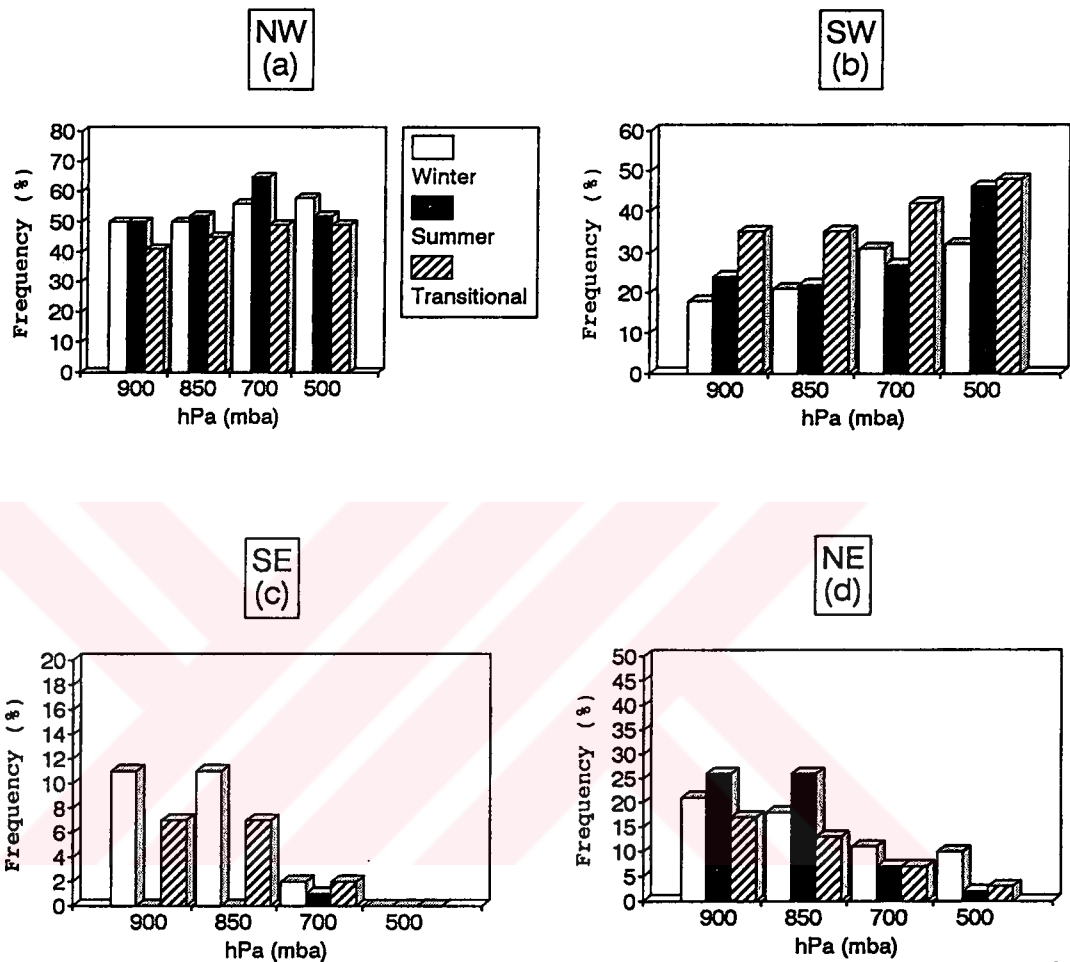 NW
(a)
SW
(b)
80
70
60
50
40
30
20
10
0
Frequency (%)
900 850 700 500
hPa (mba)
Winter
Summer
Transitional
60
50
40
30
20
10
0
Frequency (%)
900 850 700 500
hPa (mba)
SE
(c)
NE
(d)
20
18
16
14
12
10
8
6
4
2
0
Frequency (%)
900 850 700 500
hPa (mba)
50
45
40
35
30
25
20
15
10
5
0
Frequency (%)
900 850 700 500
hPa (mba)